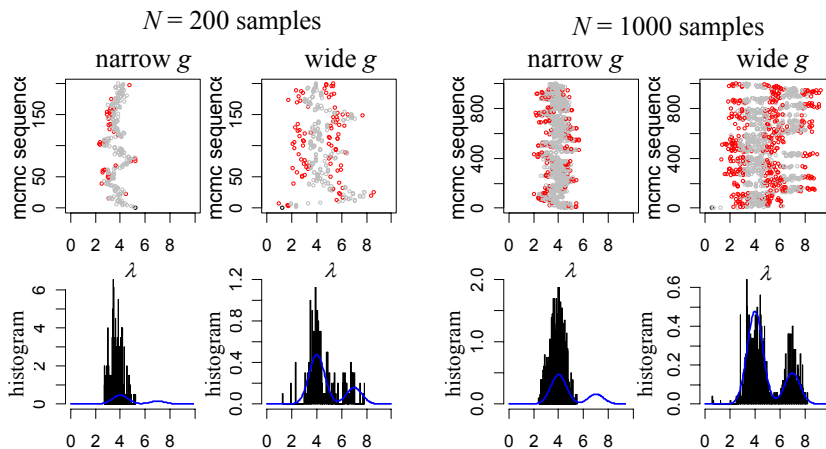 N = 200 samples
N = 1000 samples
narrow g
wide g
narrow g
wide g
mcmc sequence
0 50 150
mcmc sequence
0 50 150
mcmc sequence
0 400 800
mcmc sequence
0 400 800
0 2 4 6 8
0 2 4 6 8
0 2 4 6 8
0 2 4 6 8
λ
λ
histogram
0 2 4 6
0.0 0.4 0.8 1.2
histogram
0.0 1.0 2.0
0.0 0.2 0.4 0.6
0 2 4 6 8
0 2 4 6 8
0 2 4 6 8
0 2 4 6 8